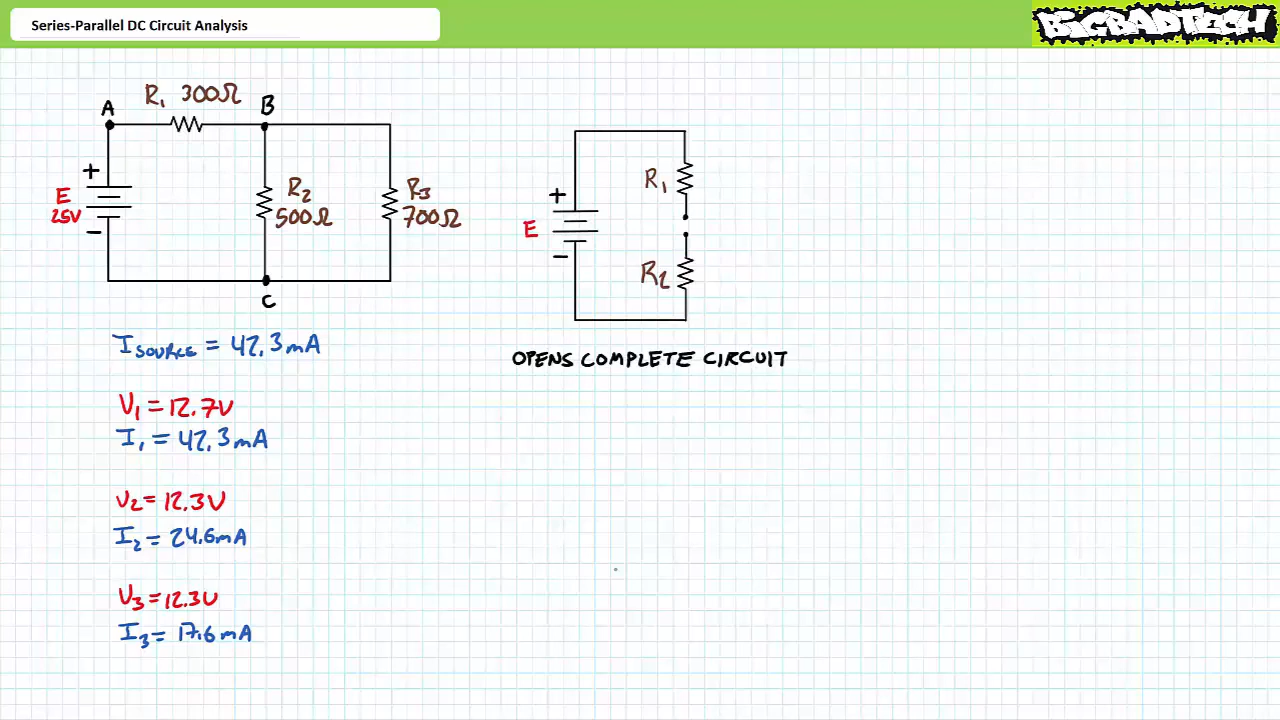 Series-Parallel DC Circuit Analysis
BIGBADTECH
A
R1 300Ω
B
+
E
25V
-
R2
500Ω
R3
700Ω
C
+
E
-
R1
R2
OPENS COMPLETE CIRCUIT
ISOURCE = 42.3mA
V1 = 12.7V
I1 = 42.3mA
V2 = 12.3V
I2 = 24.6mA
V3 = 12.3V
I3 = 17.6mA